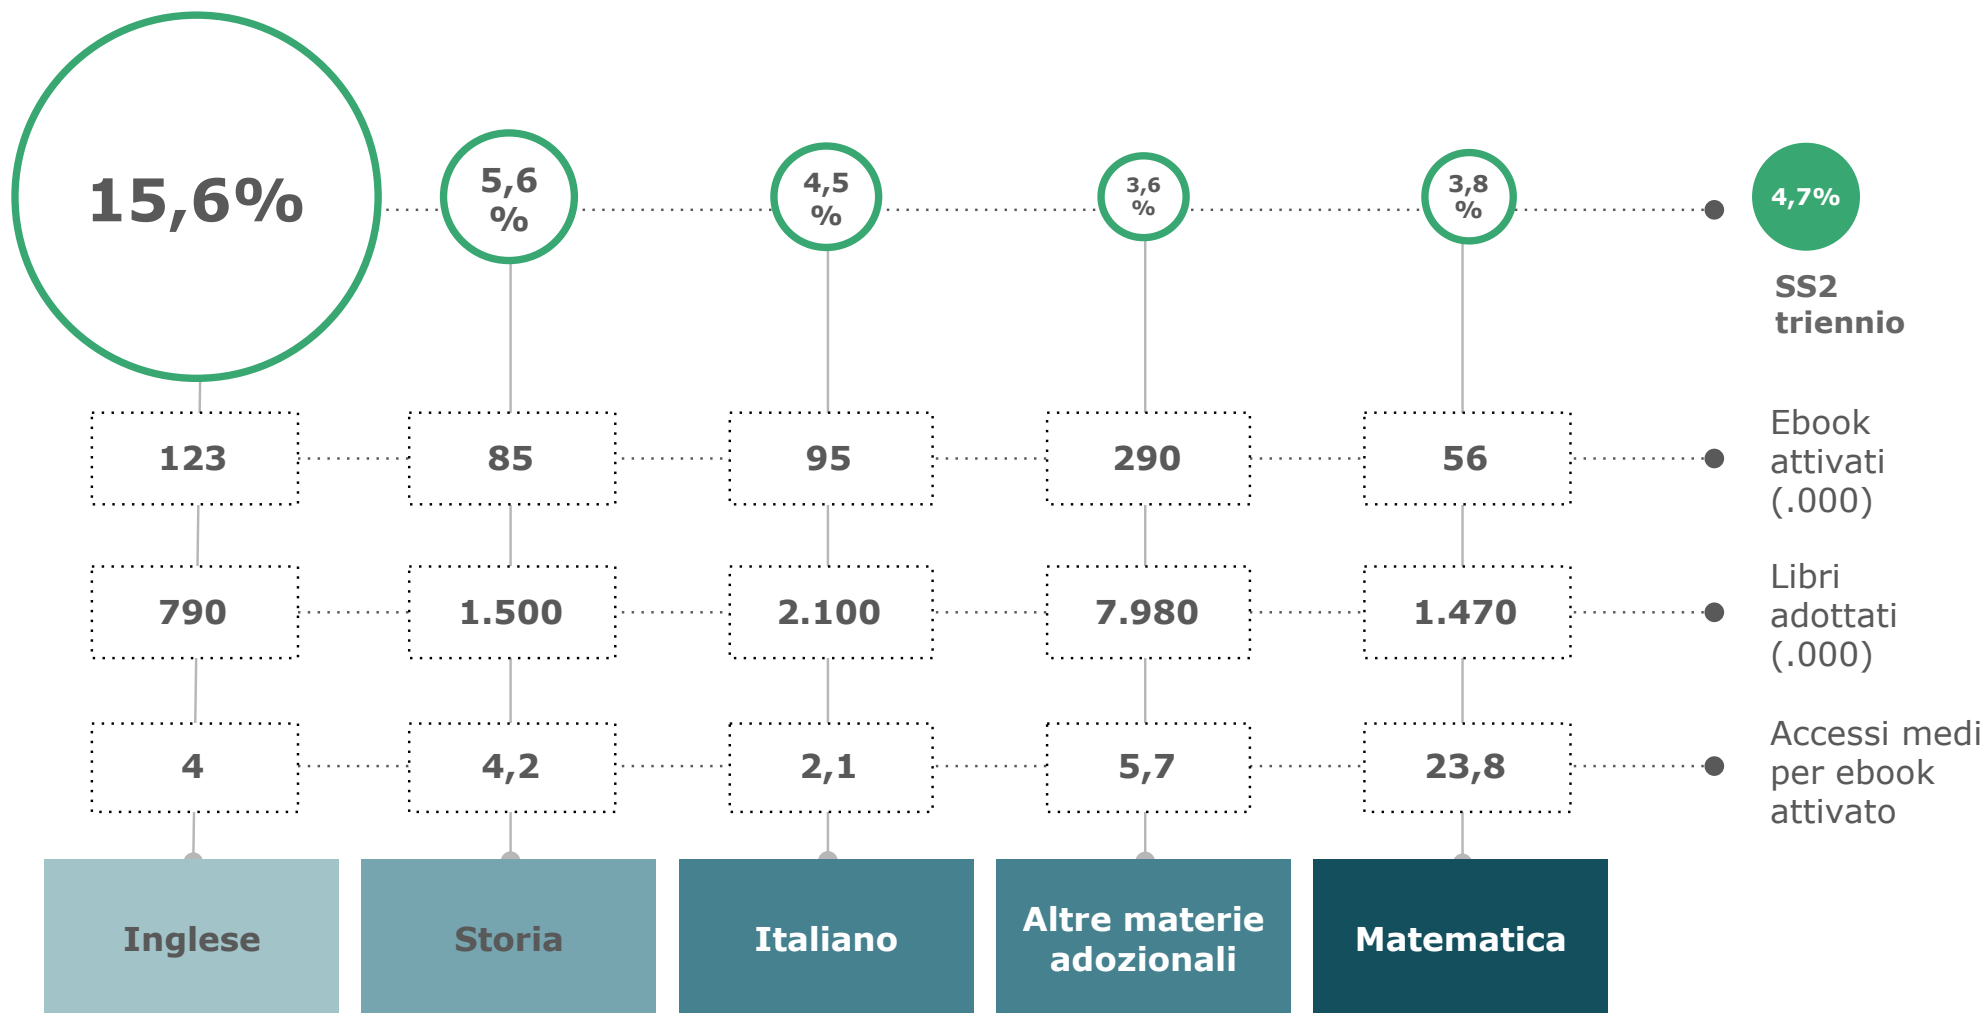 15,6%
5,6
%
4,5
%
3,6
%
3,8
%
4,7%
SS2
triennio
123
85
95
290
56
Ebook
attivati
(.000)
790
1.500
2.100
7.980
1.470
Libri
adottati
(.000)
4
4,2
2,1
5,7
23,8
Accessi medi
per ebook
attivato
Inglese
Storia
Italiano
Altre materie
adozionali
Matematica